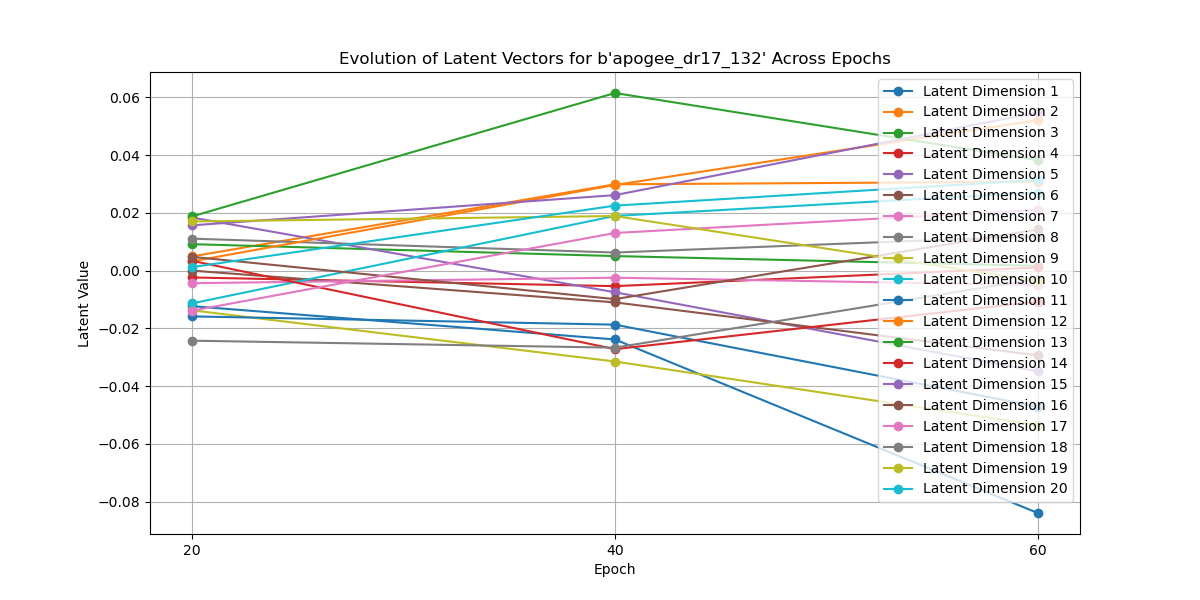 Evolution of Latent Vectors for b'apogee_dr17_132' Across Epochs
Latent Value
0.06
0.04
0.02
0.00
−0.02
−0.04
−0.06
−0.08
20
40
60
Epoch
Latent Dimension 1
Latent Dimension 2
Latent Dimension 3
Latent Dimension 4
Latent Dimension 5
Latent Dimension 6
Latent Dimension 7
Latent Dimension 8
Latent Dimension 9
Latent Dimension 10
Latent Dimension 11
Latent Dimension 12
Latent Dimension 13
Latent Dimension 14
Latent Dimension 15
Latent Dimension 16
Latent Dimension 17
Latent Dimension 18
Latent Dimension 19
Latent Dimension 20